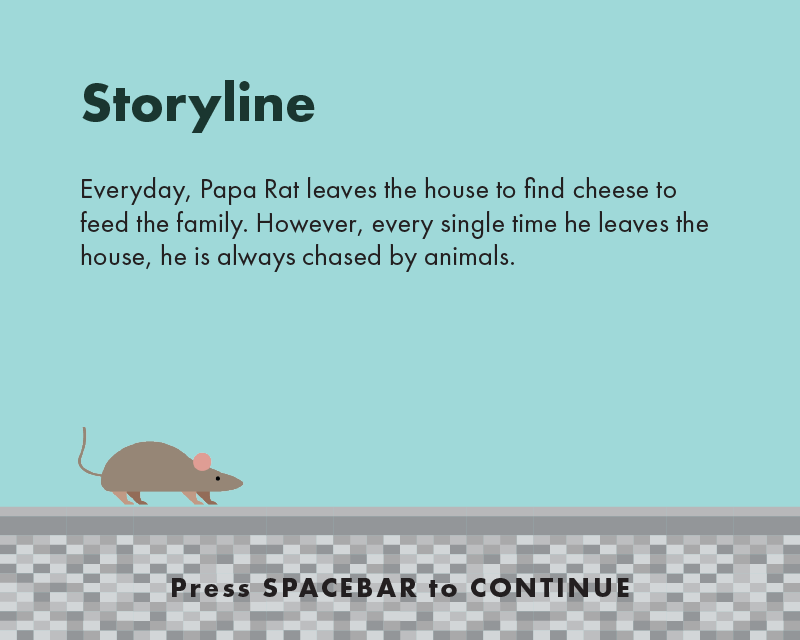 Storyline
Everyday, Papa Rat leaves the house to find cheese to
feed the family. However, every single time he leaves the
house, he is always chased by animals.
Press SPACEBAR to CONTINUE